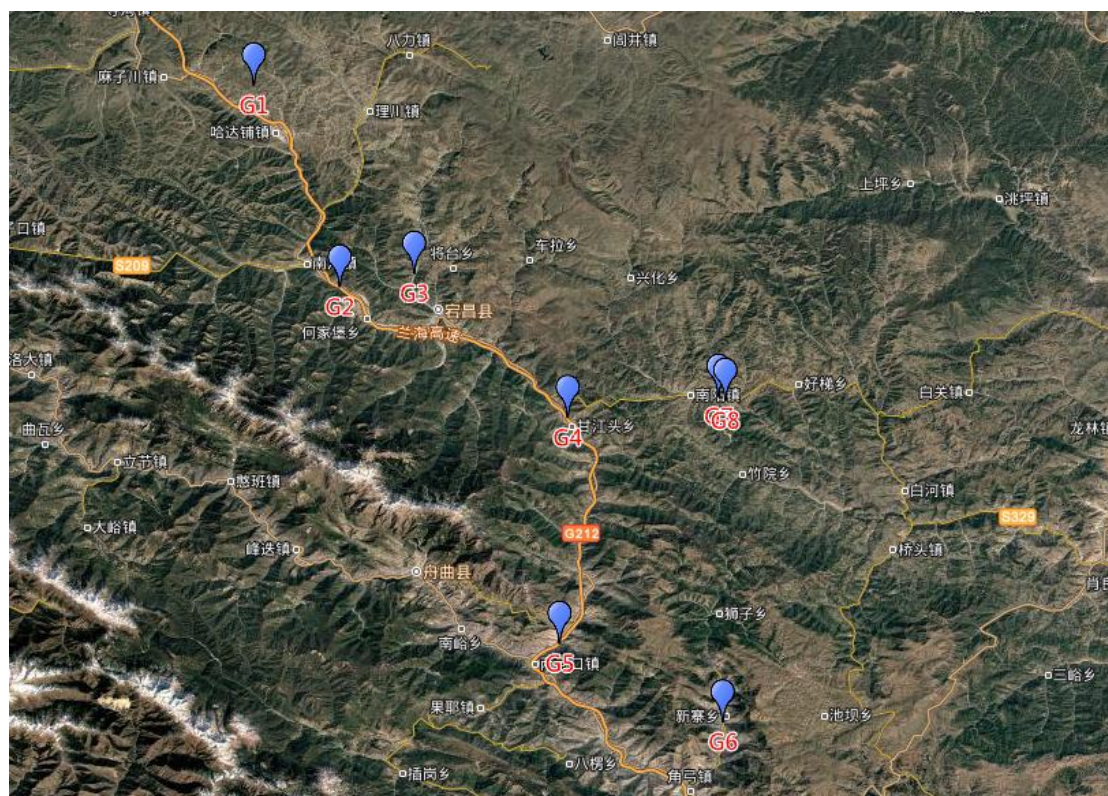 八力镇
闾井镇
麻子川镇
G1
理川镇
哈达铺镇
上坪乡
洮坪镇
口镇
S209
将台乡
车拉乡
兴化乡
G3
G2
宕昌县
何家堡乡
兰海高速
洛大镇
好梯乡
白关镇
南阳镇
G8
曲瓦乡
G4
甘江头乡
龙林镇
立节镇
憨班镇
竹院乡
白河镇
大峪镇
S329
G212
峰迭镇
桥头镇
舟曲县
狮子乡
南峪乡
G5
口镇
三峪乡
果耶镇
新寨乡
池坝乡
G6
插岗乡
八楞乡
角弓镇